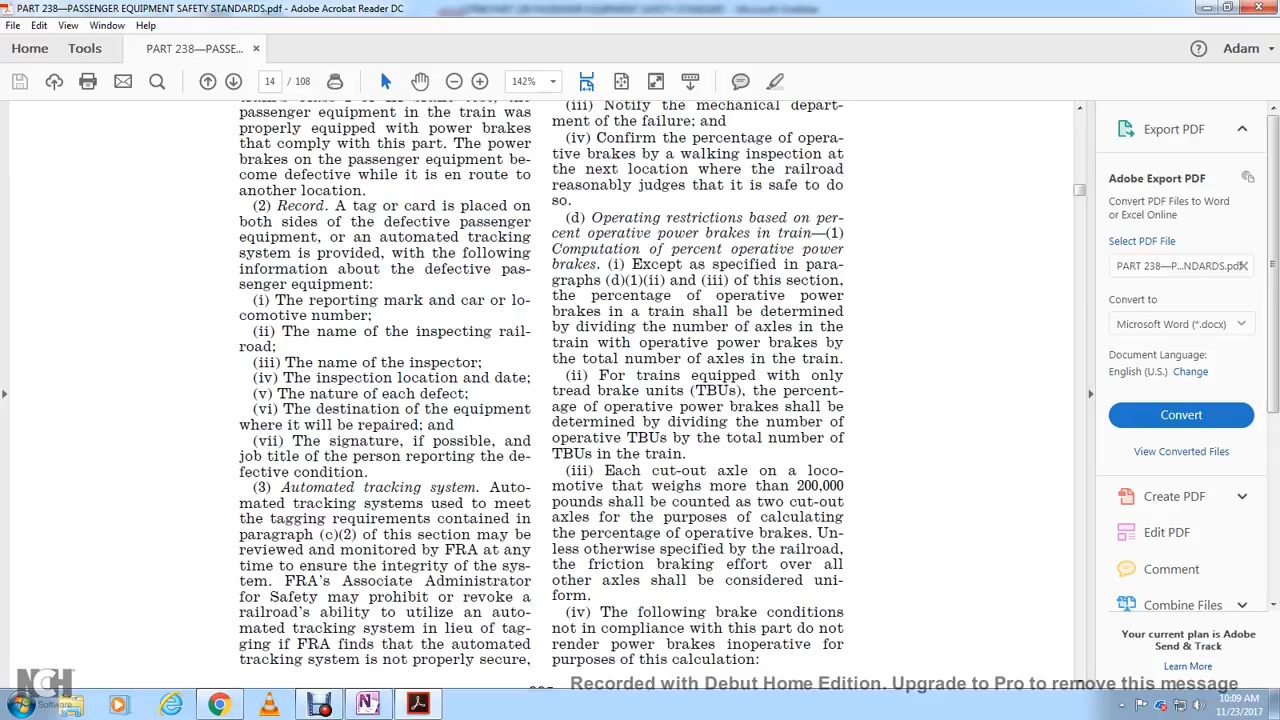 PART 238—PASSENGER EQUIPMENT SAFETY STANDARDS.pdf - Adobe Acrobat Reader DC
File Edit View Window Help
Home Tools PART 238—PASSE... × Adam
14 / 108 142%
passenger equipment in the train was
properly equipped with power brakes
that comply with this part. The power
brakes on the passenger equipment be-
come defective while it is en route to
another location.
(2) Record. A tag or card is placed on
both sides of the defective passenger
equipment, or an automated tracking
system is provided, with the following
information about the defective pas-
senger equipment:
(i) The reporting mark and car or lo-
comotive number;
(ii) The name of the inspecting rail-
road;
(iii) The name of the inspector;
(iv) The inspection location and date;
(v) The nature of each defect;
(vi) The destination of the equipment
where it will be repaired; and
(vii) The signature, if possible, and
job title of the person reporting the de-
fective condition.
(3) Automated tracking system. Auto-
mated tracking systems used to meet
the tagging requirements contained in
paragraph (c)(2) of this section may be
reviewed and monitored by FRA at any
time to ensure the integrity of the sys-
tem. FRA's Associate Administrator
for Safety may prohibit or revoke a
railroad's ability to utilize an auto-
mated tracking system in lieu of tag-
ging if FRA finds that the automated
tracking system is not properly secure,
(iii) Notify the mechanical depart-
ment of the failure; and
(iv) Confirm the percentage of opera-
tive brakes by a walking inspection at
the next location where the railroad
reasonably judges that it is safe to do
so.
(d) Operating restrictions based on per-
cent operative power brakes in train—(1)
Computation of percent operative power
brakes. (i) Except as specified in para-
graphs (d)(1)(ii) and (iii) of this section,
the percentage of operative power
brakes in a train shall be determined
by dividing the number of axles in the
train with operative power brakes by
the total number of axles in the train.
(ii) For trains equipped with only
tread brake units (TBUs), the percent-
age of operative power brakes shall be
determined by dividing the number of
operative TBUs by the total number of
TBUs in the train.
(iii) Each cut-out axle on a loco-
motive that weighs more than 200,000
pounds shall be counted as two cut-out
axles for the purposes of calculating
the percentage of operative brakes. Un-
less otherwise specified by the railroad,
the friction braking effort over all
other axles shall be considered uni-
form.
(iv) The following brake conditions
not in compliance with this part do not
render power brakes inoperative for
purposes of this calculation:
Export PDF
Adobe Export PDF
Convert PDF Files to Word
or Excel Online
Select PDF File
PART 238—P...NDARDS.pdf
Convert to
Microsoft Word (*.docx)
Document Language:
English (U.S.) Change
Convert
View Converted Files
Create PDF
Edit PDF
Comment
Combine Files
Your current plan is Adobe
Send & Track
Learn More
Recorded with Debut Home Edition. Upgrade to Pro to remove this message
NCH
Software
10:09 AM
11/23/2017